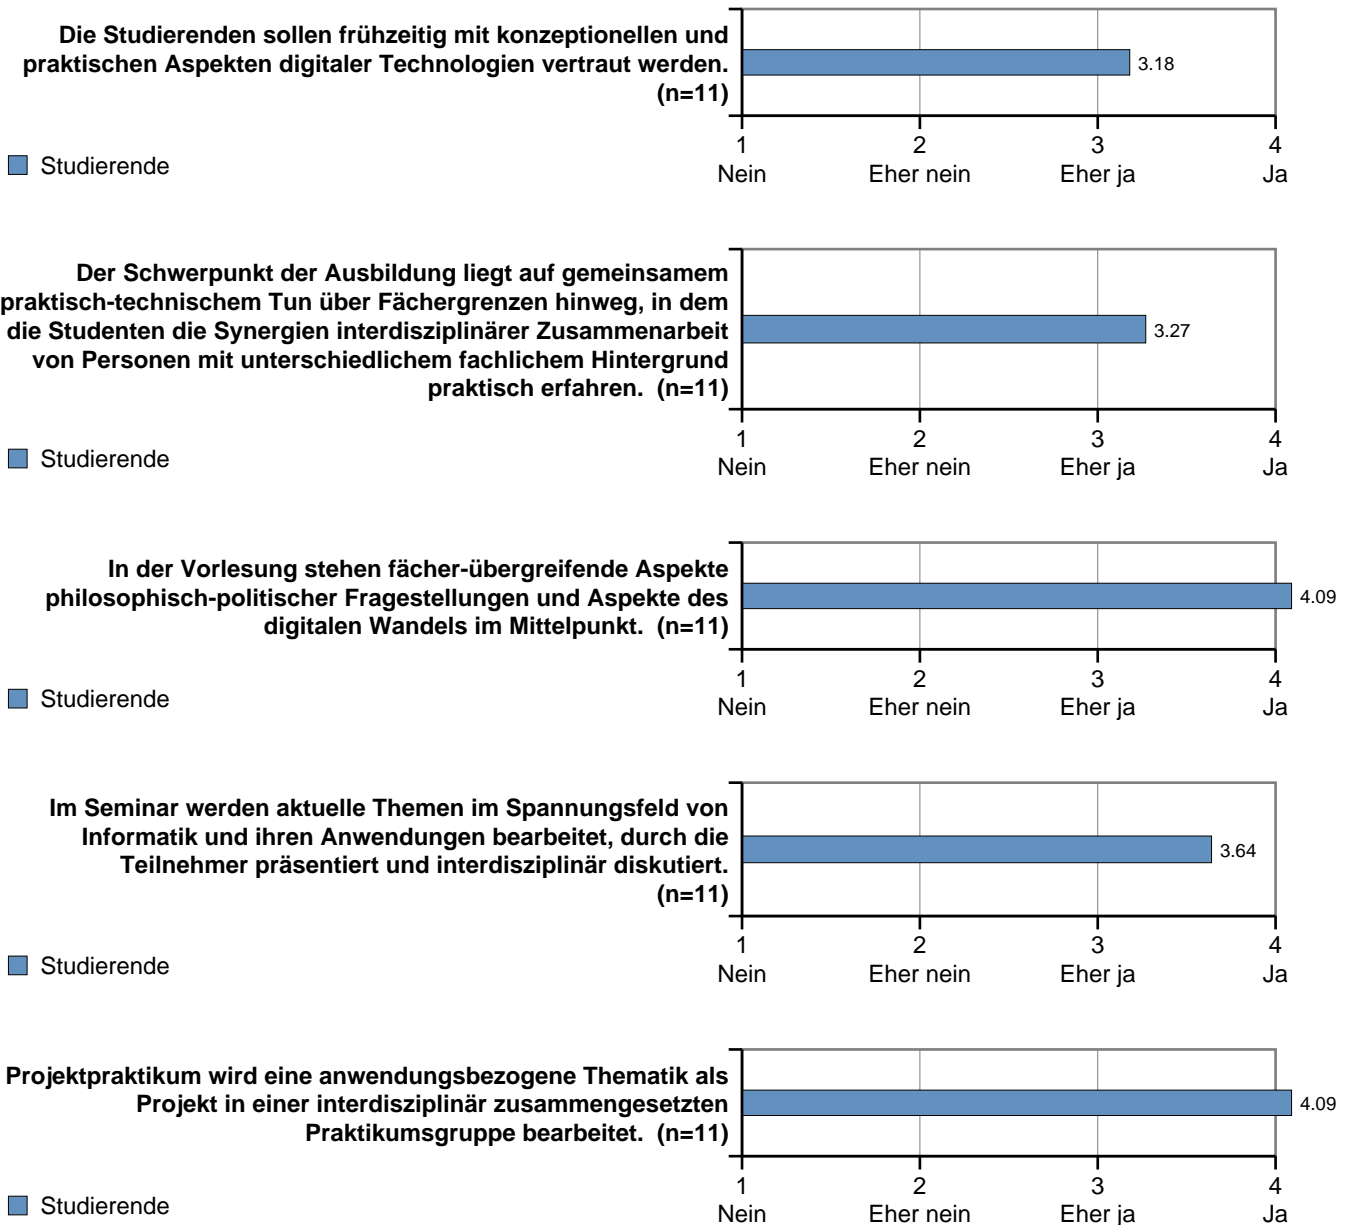 Die Studierenden sollen frühzeitig mit konzeptionellen und
praktischen Aspekten digitaler Technologien vertraut werden.
(n=11)
3.18
1 2 3 4
Nein Eher nein Eher ja Ja
Studierende
Der Schwerpunkt der Ausbildung liegt auf gemeinsamem
praktisch-technischem Tun über Fächergrenzen hinweg, in dem
die Studenten die Synergien interdisziplinärer Zusammenarbeit
von Personen mit unterschiedlichem fachlichem Hintergrund
praktisch erfahren. (n=11)
3.27
1 2 3 4
Nein Eher nein Eher ja Ja
Studierende
In der Vorlesung stehen fächer-übergreifende Aspekte
philosophisch-politischer Fragestellungen und Aspekte des
digitalen Wandels im Mittelpunkt. (n=11)
4.09
1 2 3 4
Nein Eher nein Eher ja Ja
Studierende
Im Seminar werden aktuelle Themen im Spannungsfeld von
Informatik und ihren Anwendungen bearbeitet, durch die
Teilnehmer präsentiert und interdisziplinär diskutiert.
(n=11)
3.64
1 2 3 4
Nein Eher nein Eher ja Ja
Studierende
Projektpraktikum wird eine anwendungsbezogene Thematik als
Projekt in einer interdisziplinär zusammengesetzten
Praktikumsgruppe bearbeitet. (n=11)
4.09
1 2 3 4
Nein Eher nein Eher ja Ja
Studierende